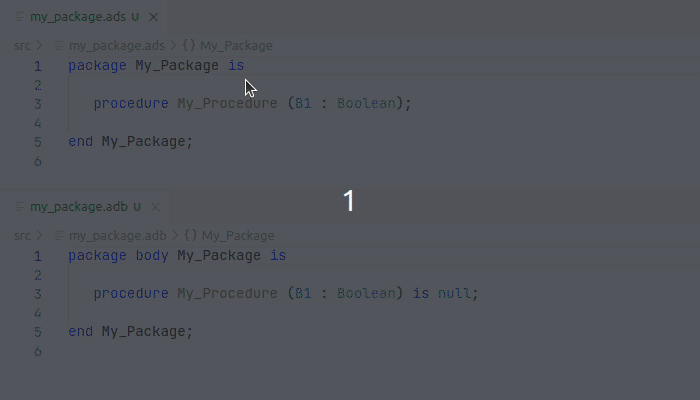 my_package.ads U ×
src > my_package.ads > {} My_Package
1 package My_Package is
2
3 procedure My_Procedure (B1 : Boolean);
4
5 end My_Package;
6
1
my_package.adb U ×
src > my_package.adb > {} My_Package
1 package body My_Package is
2
3 procedure My_Procedure (B1 : Boolean) is null;
4
5 end My_Package;
6